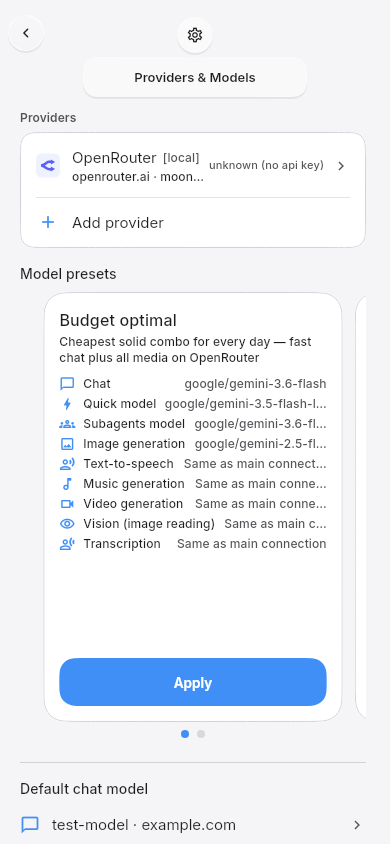 Providers & Models
Providers
OpenRouter [local]
unknown (no api key)
openrouter.ai · moon...
Add provider
Model presets
Budget optimal
Cheapest solid combo for every day — fast
chat plus all media on OpenRouter
Chat google/gemini-3.6-flash
Quick model google/gemini-3.5-flash-l...
Subagents model google/gemini-3.6-fl...
Image generation google/gemini-2.5-fl...
Text-to-speech Same as main connect...
Music generation Same as main conne...
Video generation Same as main conne...
Vision (image reading) Same as main c...
Transcription Same as main connection
Apply
Default chat model
test-model · example.com